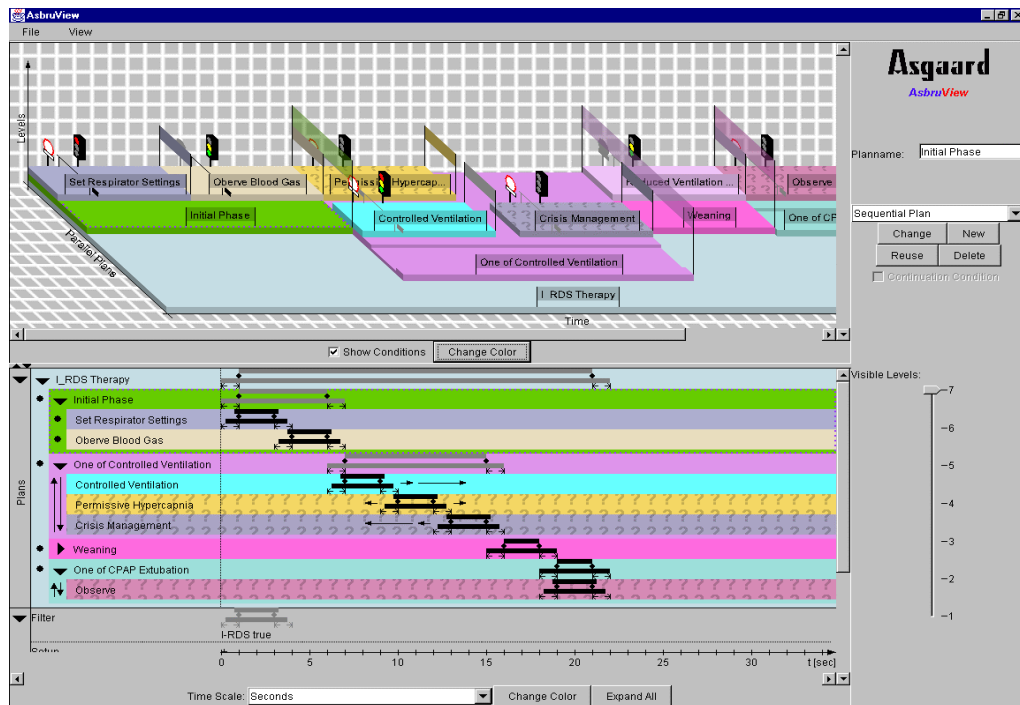 AsbruView
File View
Asgaard
AsbruView
Levels
Set Respirator Settings
Oberve Blood Gas
Hypercap...
Observe
Planname: Initial Phase
Initial Phase
Controlled Ventilation
Crisis Management
Weaning
One of CPA
Sequential Plan
Change New
Reuse Delete
Continuation Condition
Parallel Plans
One of Controlled Ventilation
I_RDS Therapy
Time
Show Conditions Change Color
Visible Levels:
Plans
I_RDS Therapy
Initial Phase
Set Respirator Settings
Oberve Blood Gas
One of Controlled Ventilation
Controlled Ventilation
Permissive Hypercapnia
Crisis Management
Weaning
One of CPAP Extubation
Observe
7
6
5
4
3
2
1
Filter
I-RDS true
Setup
0 5 10 15 20 25 30 t [sec]
Time Scale: Seconds Change Color Expand All